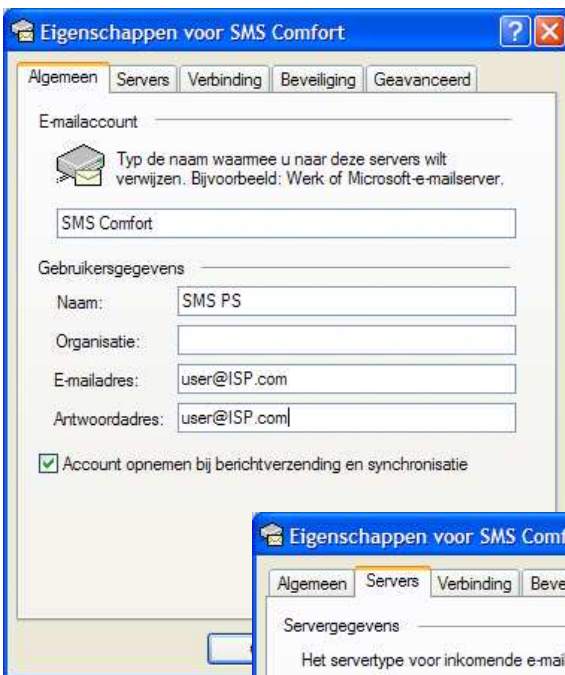 Eigenschappen voor SMS Comfort
Algemeen Servers Verbinding Beveiliging Geavanceerd
E-mailaccount
Typ de naam waarmee u naar deze servers wilt
verwijzen. Bijvoorbeeld: Werk of Microsoft-e-mailserver.
SMS Comfort
Gebruikersgegevens
Naam: SMS PS
Organisatie:
E-mailadres: user@ISP.com
Antwoordadres: user@ISP.com
Account opnemen bij berichtverzending en synchronisatie
Eigenschappen voor SMS Comf
Algemeen Servers Verbinding Beve
Servergegevens
Het servertype voor inkomende e-mai